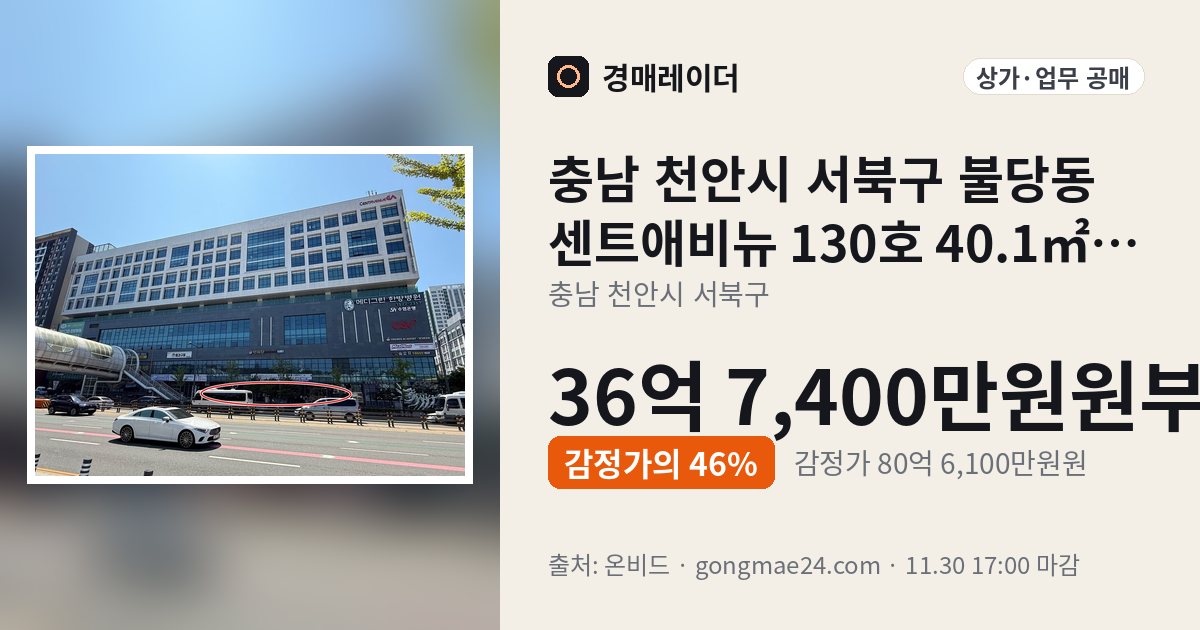 경매레이더
상가·업무 공매
충남 천안시 서북구 불당동
센트애비뉴 130호 40.1㎡…
충남 천안시 서북구
36억 7,400만원원부
감정가의 46%
감정가 80억 6,100만원원
출처: 온비드 · gongmae24.com · 11.30 17:00 마감
메디그린 한방병원